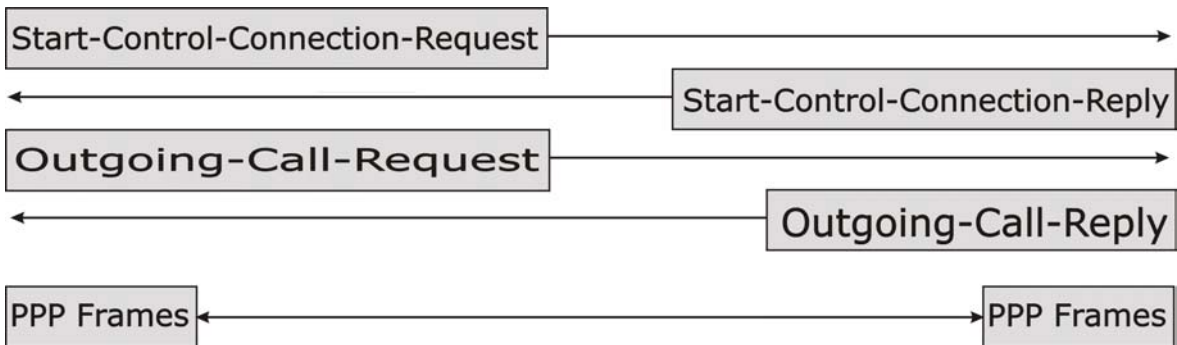 Start-Control-Connection-Request
Start-Control-Connection-Reply
Outgoing-Call-Request
Outgoing-Call-Reply
PPP Frames
PPP Frames